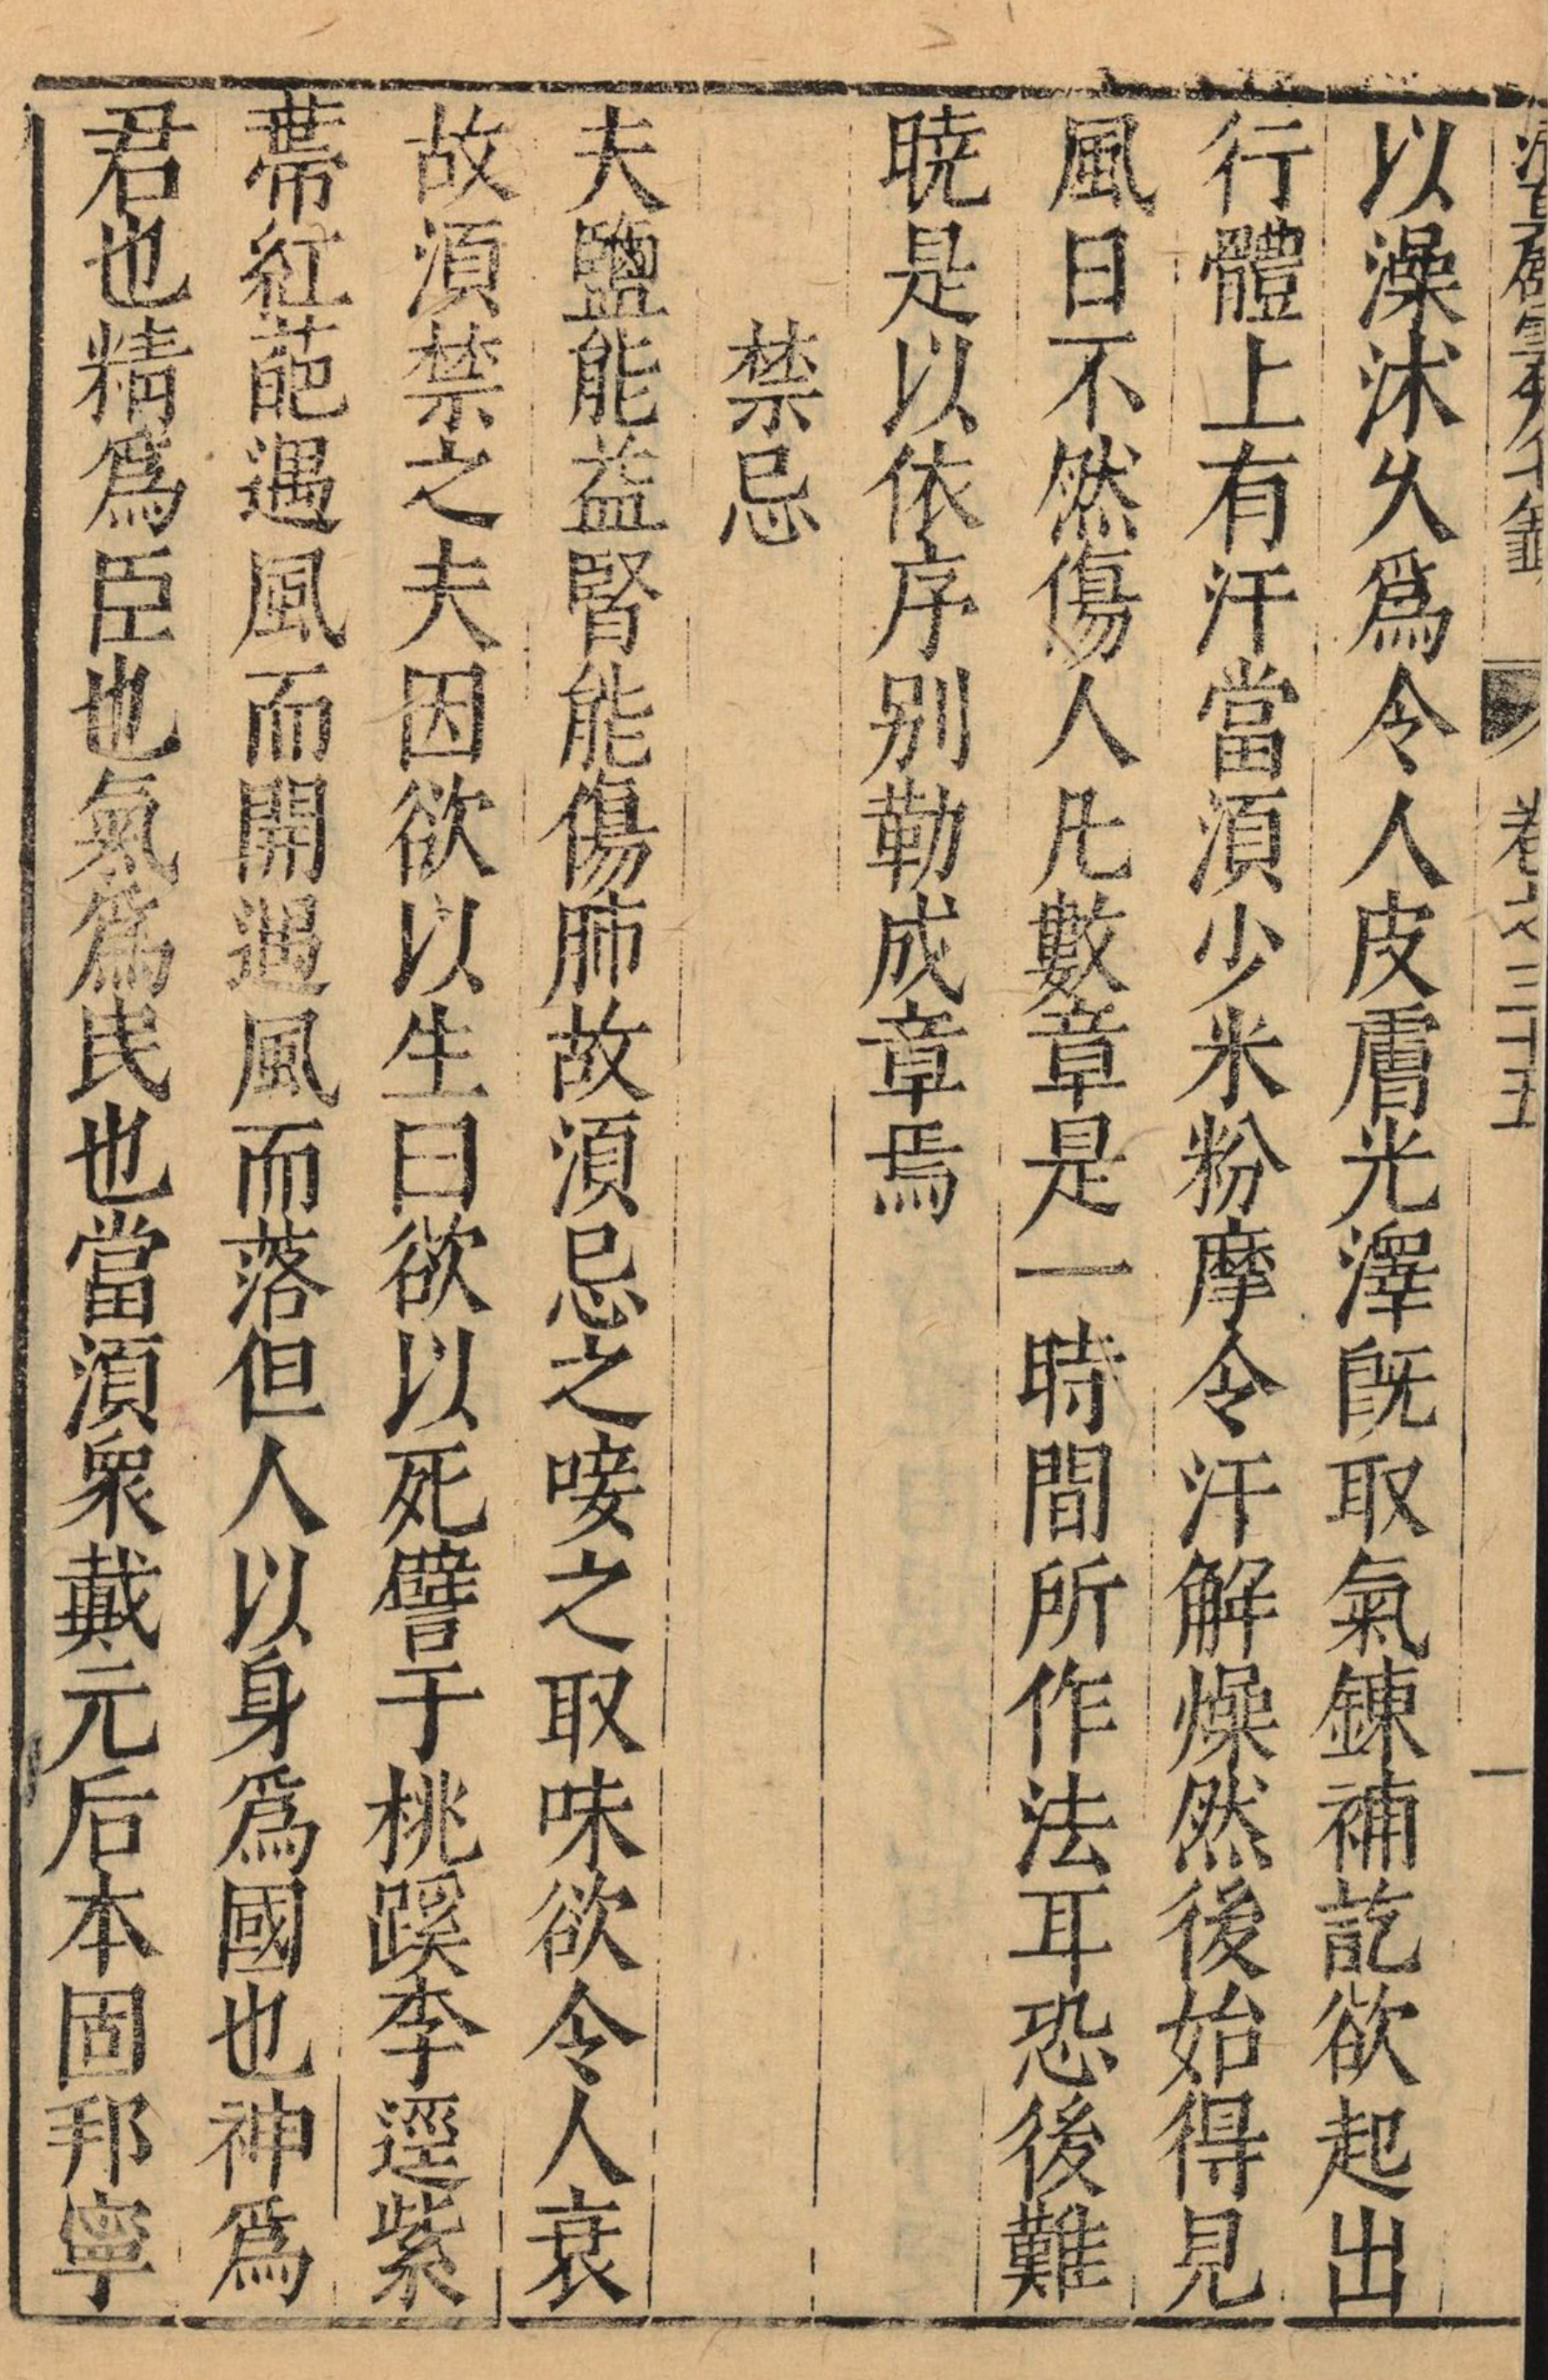 卷之三十五
一
以澡沐久爲令人皮膚光澤旣取氣鍊補訖欲起出
行體上有汗當須少米粉摩令汗解燥然後始得見
風日不然傷人凡數章是一時間所作法耳恐後難
暁是以依序别勒成章焉
禁忌
夫鹽能益腎能傷肺故須忌之唼之取味欲令人衰
故須禁之夫因欲以生曰欲以死譬于桃蹊李逕紫
蔕紅葩遇風而開遇風而落但人以身爲國也神爲
君也精爲臣也氣爲民也當須衆戴元后本固邦寧